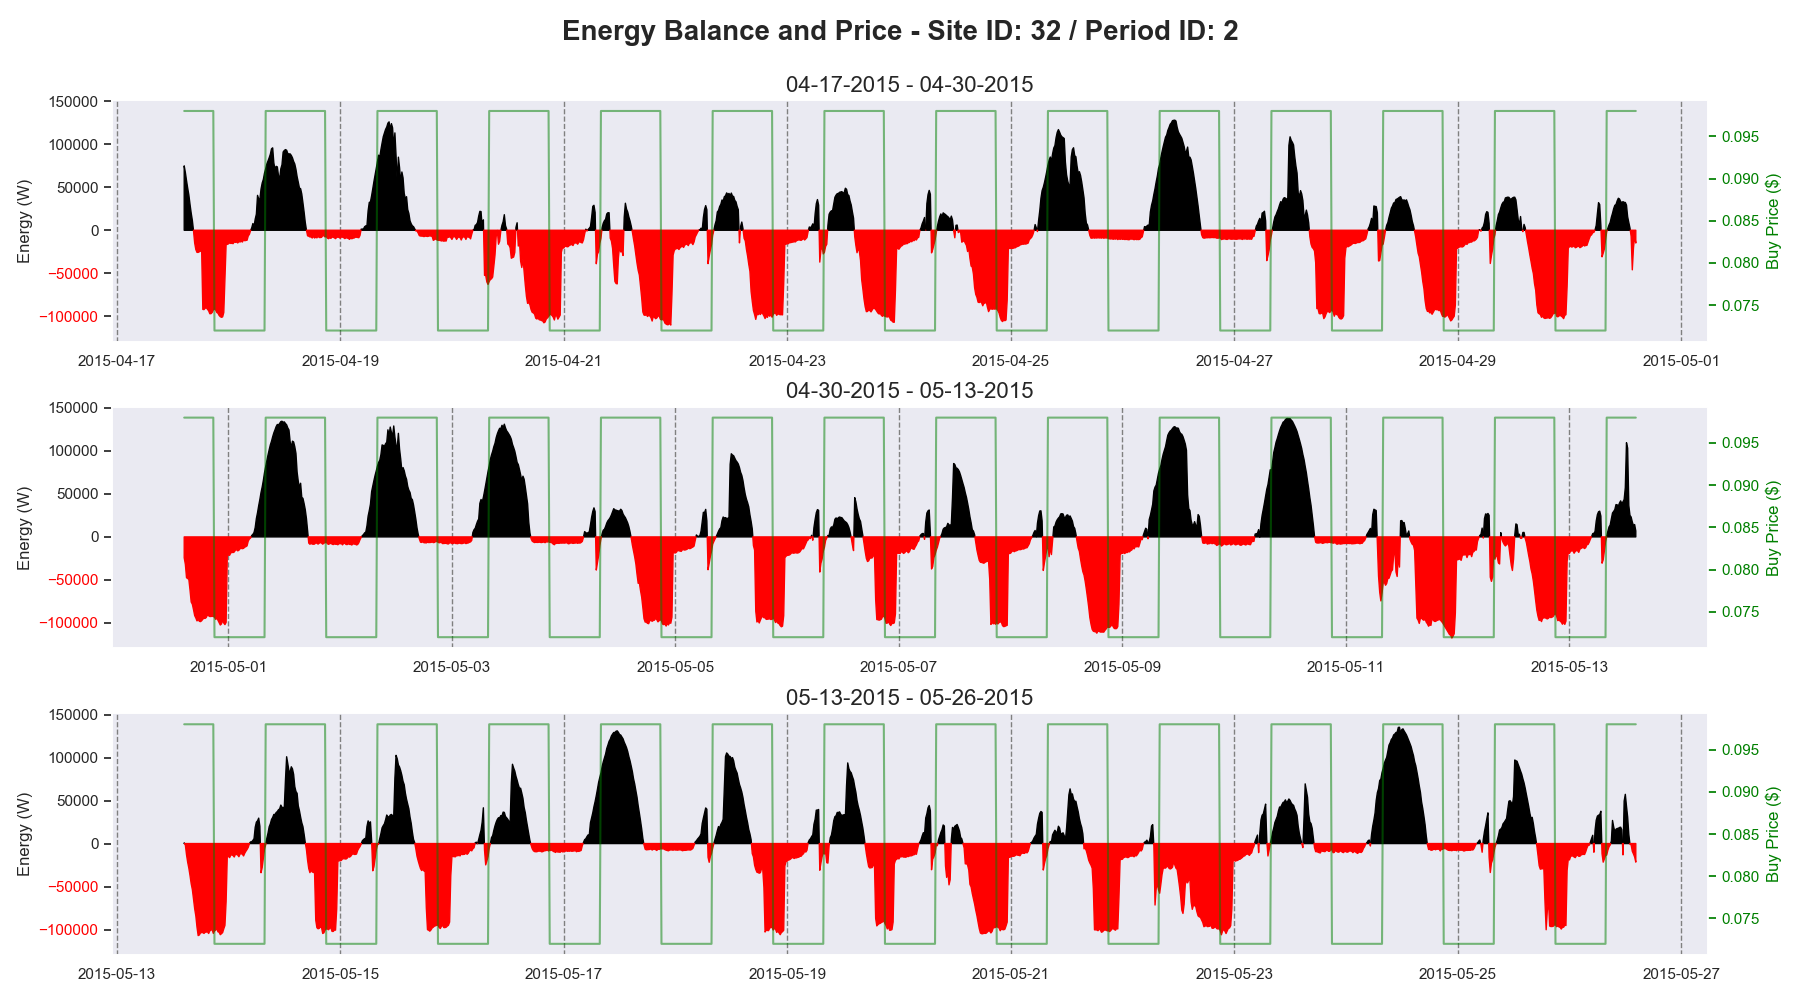 Energy Balance and Price - Site ID: 32 / Period ID: 2
04-17-2015 - 04-30-2015
150000
100000
50000
0
−50000
−100000
Energy (W)
0.095
0.090
0.085
0.080
0.075
Buy Price ($)
2015-04-17 2015-04-19 2015-04-21 2015-04-23 2015-04-25 2015-04-27 2015-04-29 2015-05-01
04-30-2015 - 05-13-2015
150000
100000
50000
0
−50000
−100000
Energy (W)
0.095
0.090
0.085
0.080
0.075
Buy Price ($)
2015-05-01 2015-05-03 2015-05-05 2015-05-07 2015-05-09 2015-05-11 2015-05-13
05-13-2015 - 05-26-2015
150000
100000
50000
0
−50000
−100000
Energy (W)
0.095
0.090
0.085
0.080
0.075
Buy Price ($)
2015-05-13 2015-05-15 2015-05-17 2015-05-19 2015-05-21 2015-05-23 2015-05-25 2015-05-27